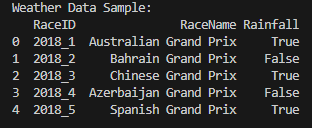 Weather Data Sample:
RaceID RaceName Rainfall
0 2018_1 Australian Grand Prix True
1 2018_2 Bahrain Grand Prix False
2 2018_3 Chinese Grand Prix True
3 2018_4 Azerbaijan Grand Prix False
4 2018_5 Spanish Grand Prix True